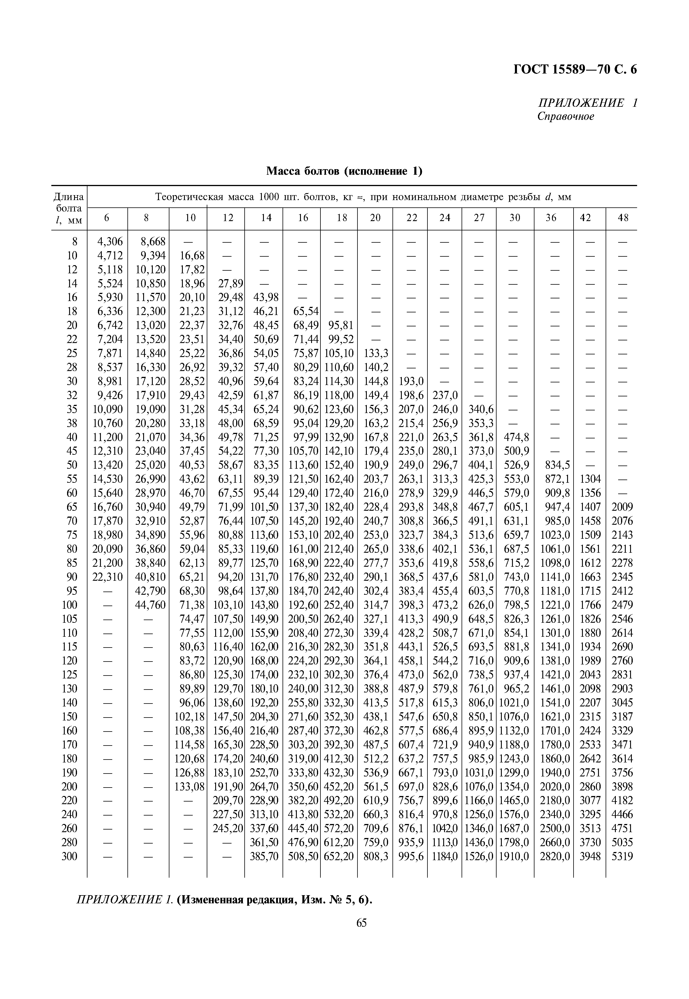 ГОСТ 15589—70 С. 6
ПРИЛОЖЕНИЕ 1
Справочное
Масса болтов (исполнение 1)
Длина болта l, мм
Теоретическая масса 1000 шт. болтов, кг ≈, при номинальном диаметре резьбы d, мм
6 8 10 12 14 16 18 20 22 24 27 30 36 42 48
8 4,306 8,668 — — — — — — — — — — — — —
10 4,712 9,394 16,68 — — — — — — — — — — — —
12 5,118 10,120 17,82 — — — — — — — — — — — —
14 5,524 10,850 18,96 27,89 — — — — — — — — — — —
16 5,930 11,570 20,10 29,48 43,98 — — — — — — — — — —
18 6,336 12,300 21,23 31,12 46,21 65,54 — — — — — — — — —
20 6,742 13,020 22,37 32,76 48,45 68,49 95,81 — — — — — — — —
22 7,204 13,520 23,51 34,40 50,69 71,44 99,52 — — — — — — — —
25 7,871 14,840 25,22 36,86 54,05 75,87 105,10 133,3 — — — — — — —
28 8,537 16,330 26,92 39,32 57,40 80,29 110,60 140,2 — — — — — — —
30 8,981 17,120 28,52 40,96 59,64 83,24 114,30 144,8 193,0 — — — — — —
32 9,426 17,910 29,43 42,59 61,87 86,19 118,00 149,4 198,6 237,0 — — — — —
35 10,090 19,090 31,28 45,34 65,24 90,62 123,60 156,3 207,0 246,0 340,6 — — — —
38 10,760 20,280 33,18 48,00 68,59 95,04 129,20 163,2 215,4 256,9 353,3 — — — —
40 11,200 21,070 34,36 49,78 71,25 97,99 132,90 167,8 221,0 263,5 361,8 474,8 — — —
45 12,310 23,040 37,45 54,22 77,30 105,70 142,10 179,4 235,0 280,1 373,0 500,9 — — —
50 13,420 25,020 40,53 58,67 83,35 113,60 152,40 190,9 249,0 296,7 404,1 526,9 834,5 — —
55 14,530 26,990 43,62 63,11 89,39 121,50 162,40 203,7 263,1 313,3 425,3 553,0 872,1 1304 —
60 15,640 28,970 46,70 67,55 95,44 129,40 172,40 216,0 278,9 329,9 446,5 579,0 909,8 1356 —
65 16,760 30,940 49,79 71,99 101,50 137,30 182,40 228,4 293,8 348,8 467,7 605,1 947,4 1407 2009
70 17,870 32,910 52,87 76,44 107,50 145,20 192,40 240,7 308,8 366,5 491,1 631,1 985,0 1458 2076
75 18,980 34,890 55,96 80,88 113,60 153,10 202,40 253,0 323,7 384,3 513,6 659,7 1023,0 1509 2143
80 20,090 36,860 59,04 85,33 119,60 161,00 212,40 265,0 338,6 402,1 536,1 687,5 1061,0 1561 2211
85 21,200 38,840 62,13 89,77 125,70 168,90 222,40 277,7 353,6 419,8 558,6 715,2 1098,0 1612 2278
90 22,310 40,810 65,21 94,20 131,70 176,80 232,40 290,1 368,5 437,6 581,0 743,0 1141,0 1663 2345
95 — 42,790 68,30 98,64 137,80 184,70 242,40 302,4 383,4 455,4 603,5 770,8 1181,0 1715 2412
100 — 44,760 71,38 103,10 143,80 192,60 252,40 314,7 398,3 473,2 626,0 798,5 1221,0 1766 2479
105 — — 74,47 107,50 149,90 200,50 262,40 327,1 413,3 490,9 648,5 826,3 1261,0 1826 2546
110 — — 77,55 112,00 155,90 208,40 272,30 339,4 428,2 508,7 671,0 854,1 1301,0 1880 2614
115 — — 80,63 116,40 162,00 216,30 282,30 351,8 443,1 526,5 693,5 881,8 1341,0 1934 2690
120 — — 83,72 120,90 168,00 224,20 292,30 364,1 458,1 544,2 716,0 909,6 1381,0 1989 2760
125 — — 86,80 125,30 174,00 232,10 302,30 376,4 473,0 562,0 738,5 937,4 1421,0 2043 2831
130 — — 89,89 129,70 180,10 240,00 312,30 388,8 487,9 579,8 761,0 965,2 1461,0 2098 2903
140 — — 96,06 138,60 192,20 255,80 332,30 413,5 517,8 615,3 806,0 1021,0 1541,0 2207 3045
150 — — 102,18 147,50 204,30 271,60 352,30 438,1 547,6 650,8 850,1 1076,0 1621,0 2315 3187
160 — — 108,38 156,40 216,40 287,40 372,30 462,8 577,5 686,4 895,9 1132,0 1701,0 2424 3329
170 — — 114,58 165,30 228,50 303,20 392,30 487,5 607,4 721,9 940,9 1188,0 1780,0 2533 3471
180 — — 120,68 174,20 240,60 319,00 412,30 512,2 637,2 757,5 985,9 1243,0 1860,0 2642 3614
190 — — 126,88 183,10 252,70 333,80 432,30 536,9 667,1 793,0 1031,0 1299,0 1940,0 2751 3756
200 — — 133,08 191,90 264,70 350,60 452,20 561,5 697,0 828,6 1076,0 1354,0 2020,0 2860 3898
220 — — — 209,70 228,90 382,20 492,20 610,9 756,7 899,6 1166,0 1465,0 2180,0 3077 4182
240 — — — 227,50 313,10 413,80 532,20 660,3 816,4 970,8 1256,0 1576,0 2340,0 3295 4466
260 — — — 245,20 337,60 445,40 572,20 709,6 876,1 1042,0 1346,0 1687,0 2500,0 3513 4751
280 — — — — 361,50 476,90 612,20 759,0 935,9 1113,0 1436,0 1798,0 2660,0 3730 5035
300 — — — — 385,70 508,50 652,20 808,3 995,6 1184,0 1526,0 1910,0 2820,0 3948 5319
ПРИЛОЖЕНИЕ 1. (Измененная редакция, Изм. № 5, 6).
65